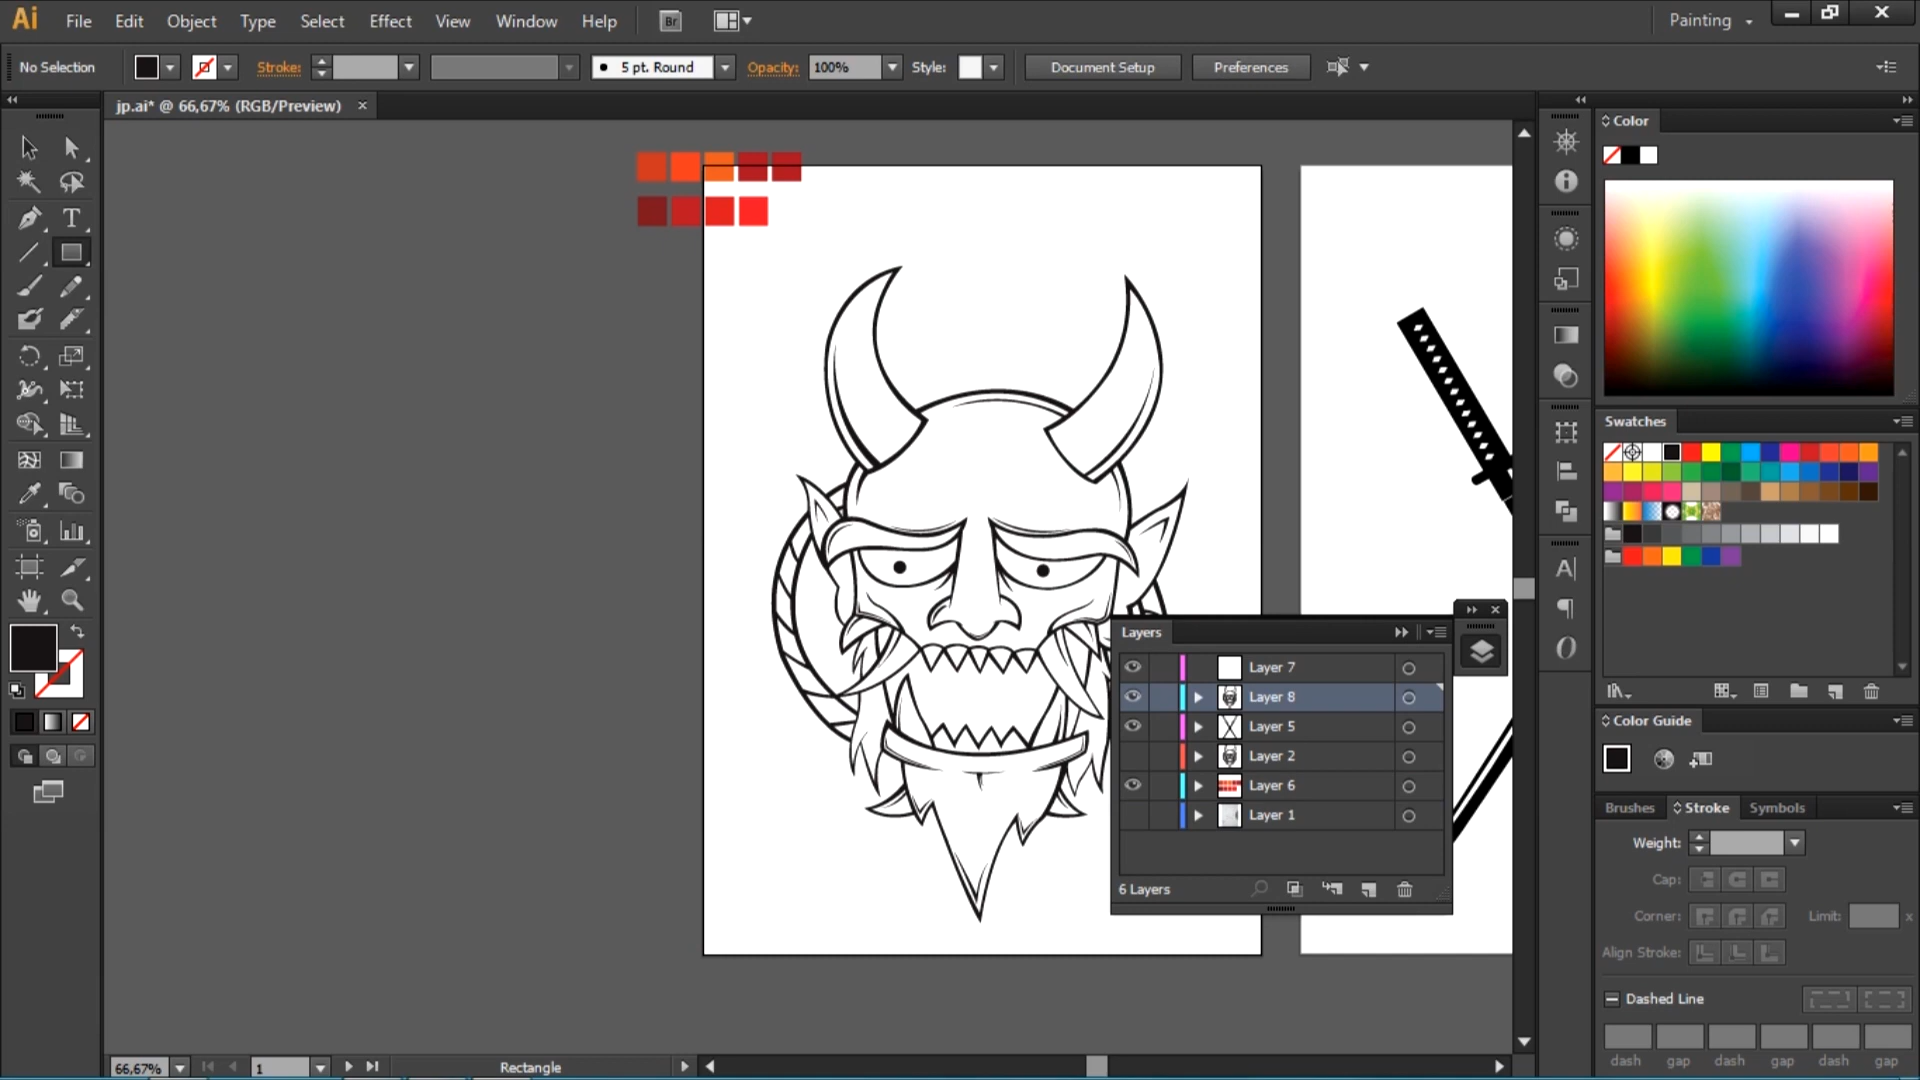 Ai File Edit Object Type Select Effect View Window Help Br Painting
No Selection Stroke: 5 pt. Round Opacity: 100% Style: Document Setup Preferences
jp.ai* @ 66,67% (RGB/Preview)
Color
Swatches
Layers
Layer 7
Layer 8
Layer 5
Layer 2
Layer 6
Layer 1
6 Layers
Color Guide
Brushes Stroke Symbols
Weight:
Cap:
Corner: Limit: x
Align Stroke:
Dashed Line
dash gap dash gap dash gap
66,67% 1 Rectangle